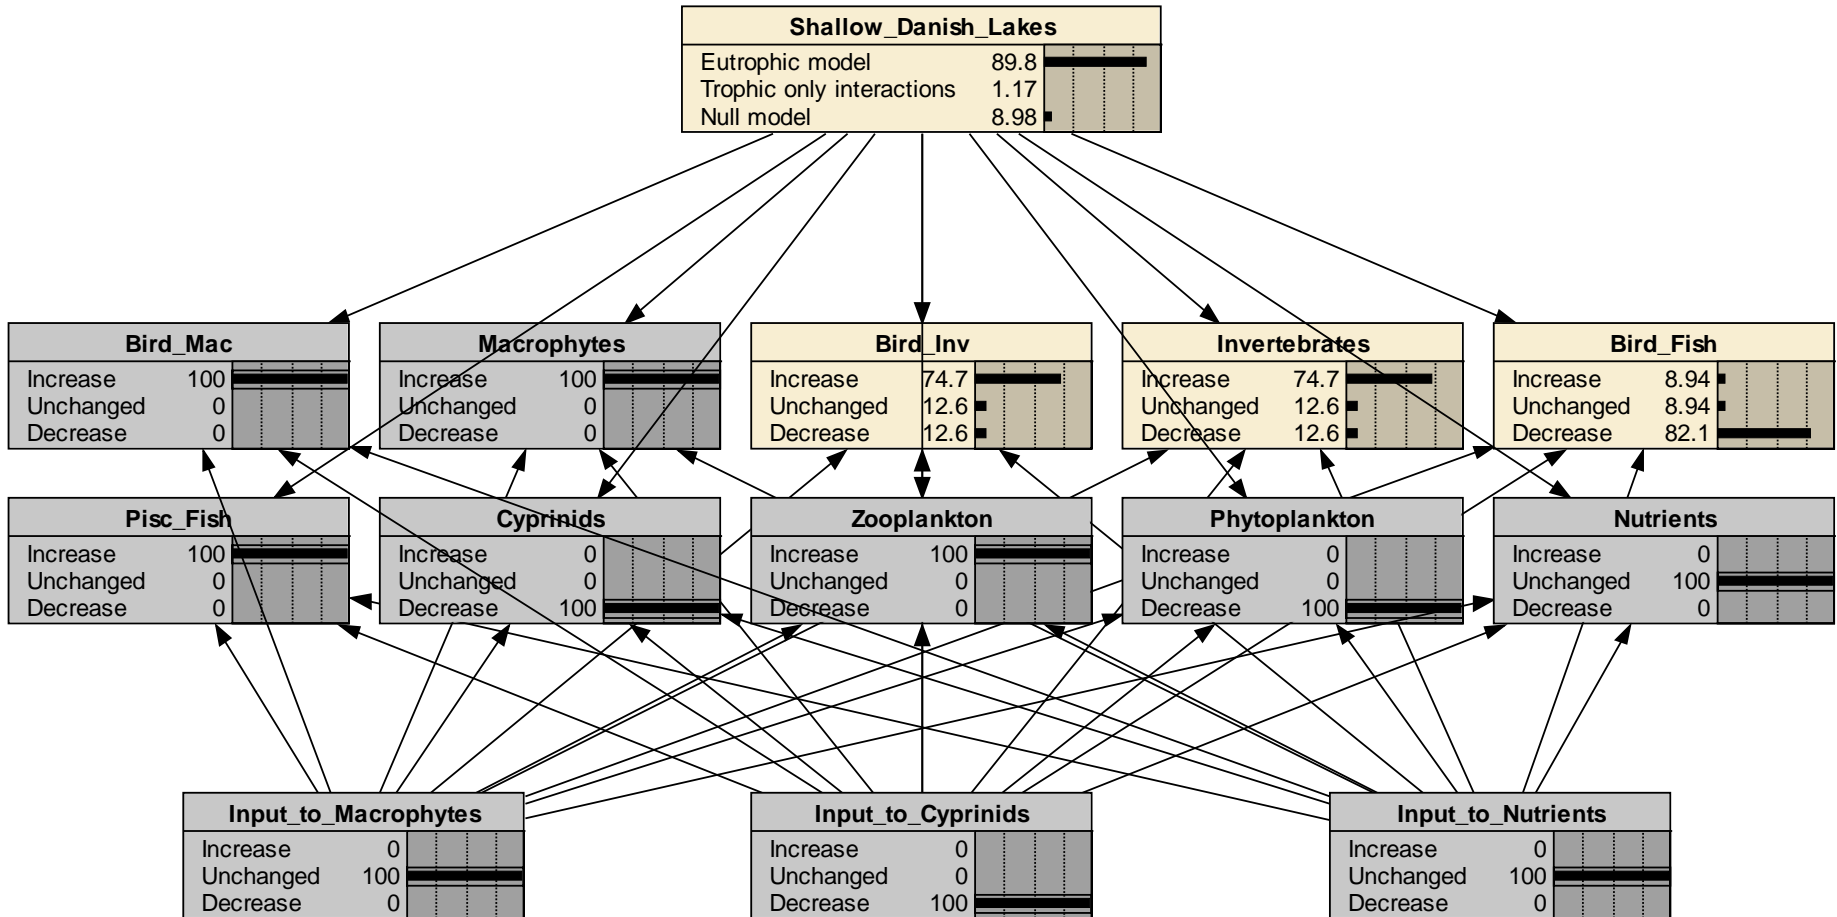 Shallow_Danish_Lakes
Eutrophic model 89.8
Trophic only interactions 1.17
Null model 8.98
Bird_Mac
Increase 100
Unchanged 0
Decrease 0
Macrophytes
Increase 100
Unchanged 0
Decrease 0
Bird_Inv
Increase 74.7
Unchanged 12.6
Decrease 12.6
Invertebrates
Increase 74.7
Unchanged 12.6
Decrease 12.6
Bird_Fish
Increase 8.94
Unchanged 8.94
Decrease 82.1
Pisc_Fish
Increase 100
Unchanged 0
Decrease 0
Cyprinids
Increase 0
Unchanged 0
Decrease 100
Zooplankton
Increase 100
Unchanged 0
Decrease 0
Phytoplankton
Increase 0
Unchanged 0
Decrease 100
Nutrients
Increase 0
Unchanged 100
Decrease 0
Input_to_Macrophytes
Increase 0
Unchanged 100
Decrease 0
Input_to_Cyprinids
Increase 0
Unchanged 0
Decrease 100
Input_to_Nutrients
Increase 0
Unchanged 100
Decrease 0